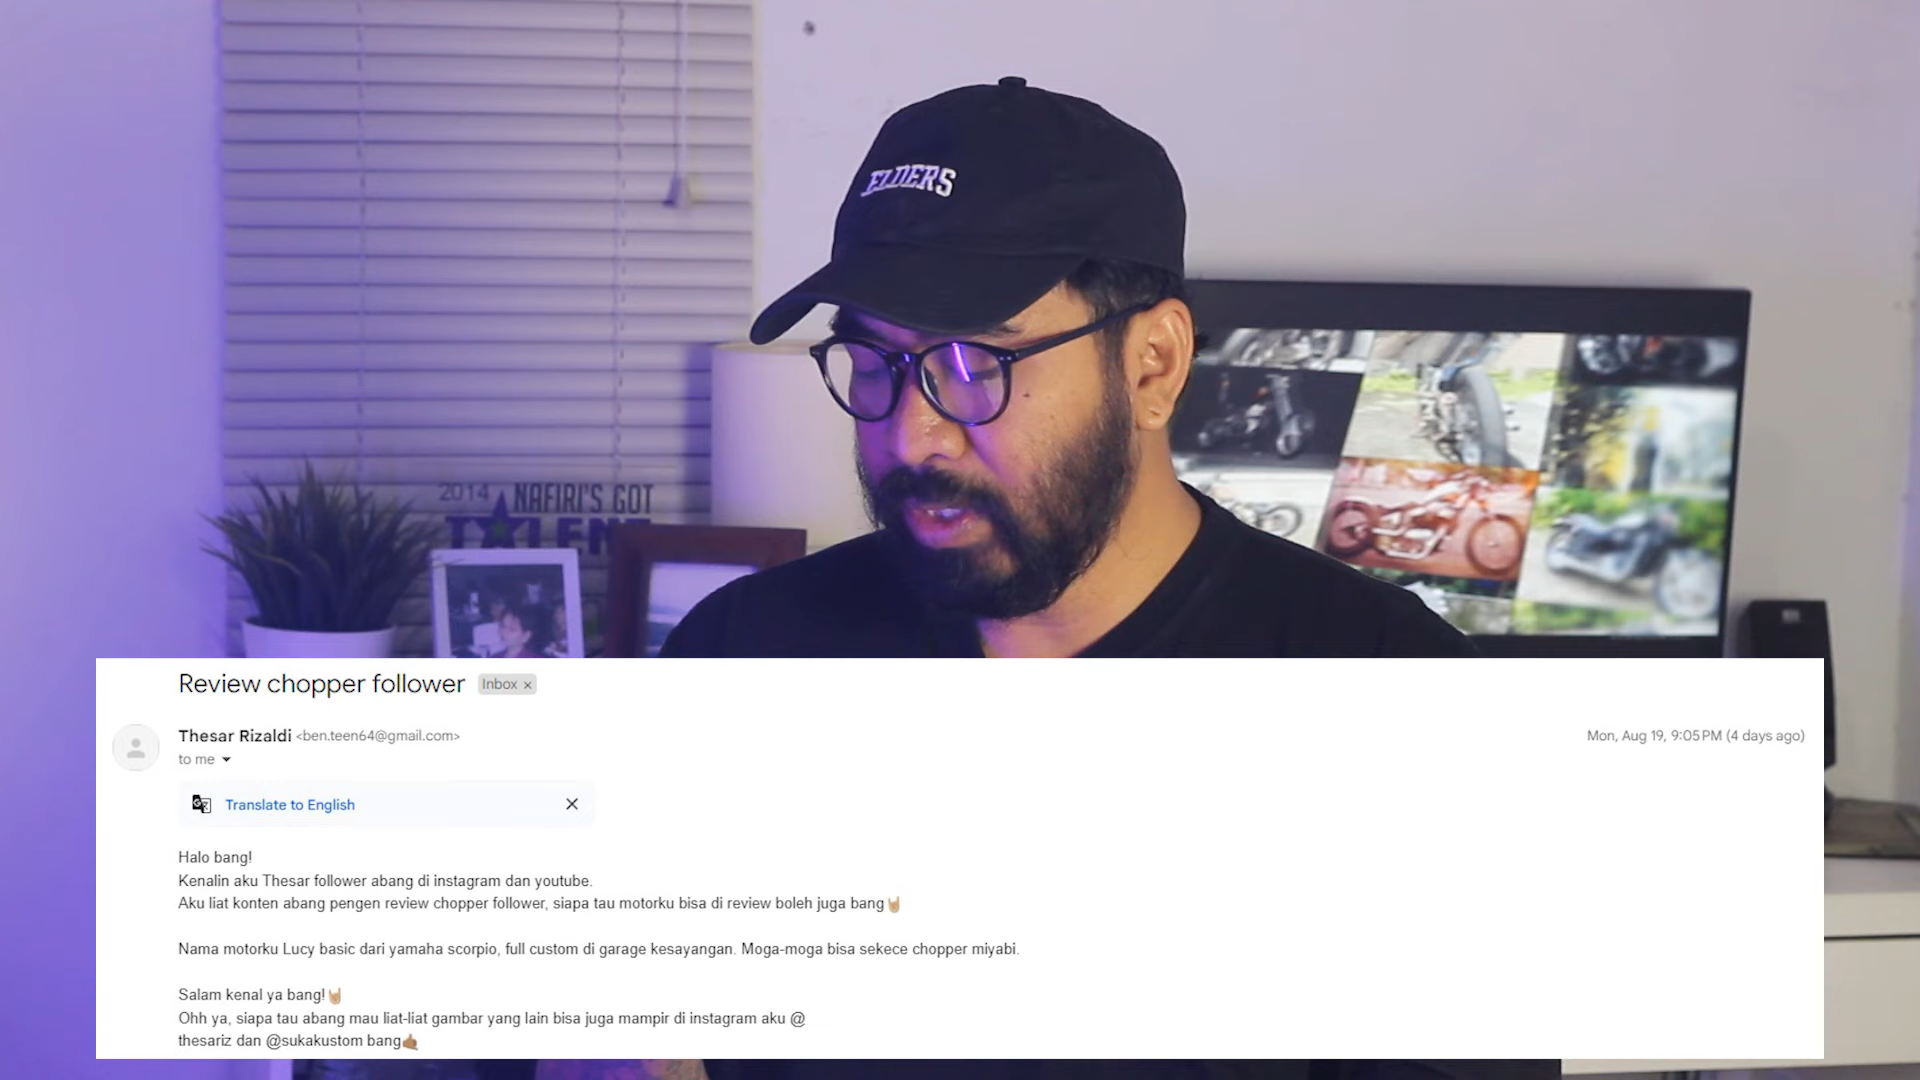 ELDERS
2014 NAFIRI'S GOT
TALENT
Review chopper follower Inbox x
Thesar Rizaldi <ben.teen64@gmail.com> Mon, Aug 19, 9:05 PM (4 days ago)
to me
Translate to English
Halo bang!
Kenalin aku Thesar follower abang di instagram dan youtube.
Aku liat konten abang pengen review chopper follower, siapa tau motorku bisa di review boleh juga bang🤘🏼
Nama motorku Lucy basic dari yamaha scorpio, full custom di garage kesayangan. Moga-moga bisa sekece chopper miyabi.
Salam kenal ya bang!🤘🏼
Ohh ya, siapa tau abang mau liat-liat gambar yang lain bisa juga mampir di instagram aku @
thesariz dan @sukakustom bang🤙🏽